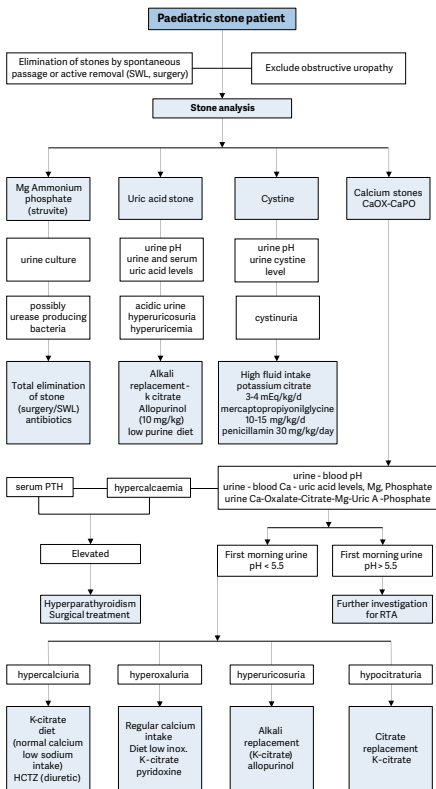 Paediatric stone patient
Elimination of stones by spontaneous
passage or active removal (SWL, surgery)
Exclude obstructive uropathy
Stone analysis
Mg Ammonium
phosphate
(struvite)
Uric acid stone
Cystine
Calcium stones
CaOX-CaPO
urine culture
urine pH
urine and serum
uric acid levels
urine pH
urine cystine
level
possibly
urease producing
bacteria
acidic urine
hyperuricosuria
hyperuricemia
cystinuria
Total elimination
of stone
(surgery/SWL)
antibiotics
Alkali
replacement-
k citrate
Allopurinol
(10 mg/kg)
low purine diet
High fluid intake
potassium citrate
3-4 mEq/kg/d
mercaptopropiyonilglycine
10-15 mg/kg/d
penicillamin 30 mg/kg/day
serum PTH
hypercalcaemia
urine - blood pH
urine - blood Ca - uric acid levels, Mg, Phosphate
urine Ca-Oxalate-Citrate-Mg-Uric A -Phosphate
Elevated
First morning urine
pH < 5.5
First morning urine
pH> 5.5
Hyperparathyroidism
Surgical treatment
Further investigation
for RTA
hypercalciuria
hyperoxaluria
hyperuricosuria
hypocitraturia
K-citrate
diet
(normal calcium
low sodium
intake)
HCTZ (diuretic)
Regular calcium
intake
Diet low inox.
K-citrate
pyridoxine
Alkali
replacement
(K-citrate)
allopurinol
Citrate
replacement
K-citrate